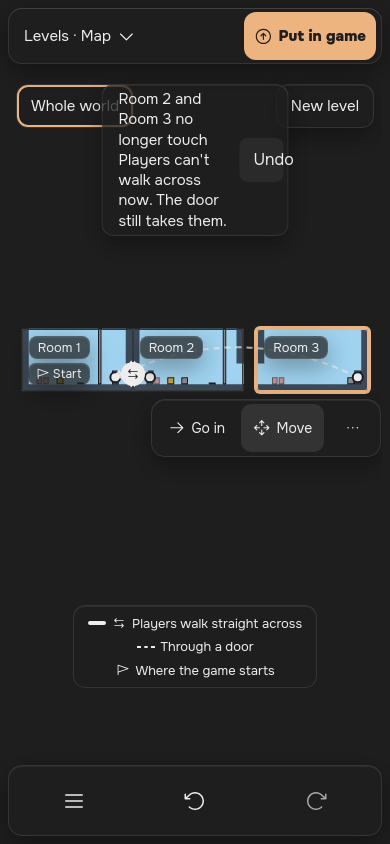 Levels · Map
Put in game
Whole world
New level
Room 2 and
Room 3 no
longer touch
Players can't
walk across
now. The door
still takes them.
Undo
Room 1
Room 2
Room 3
Start
Go in
Move
Players walk straight across
Through a door
Where the game starts